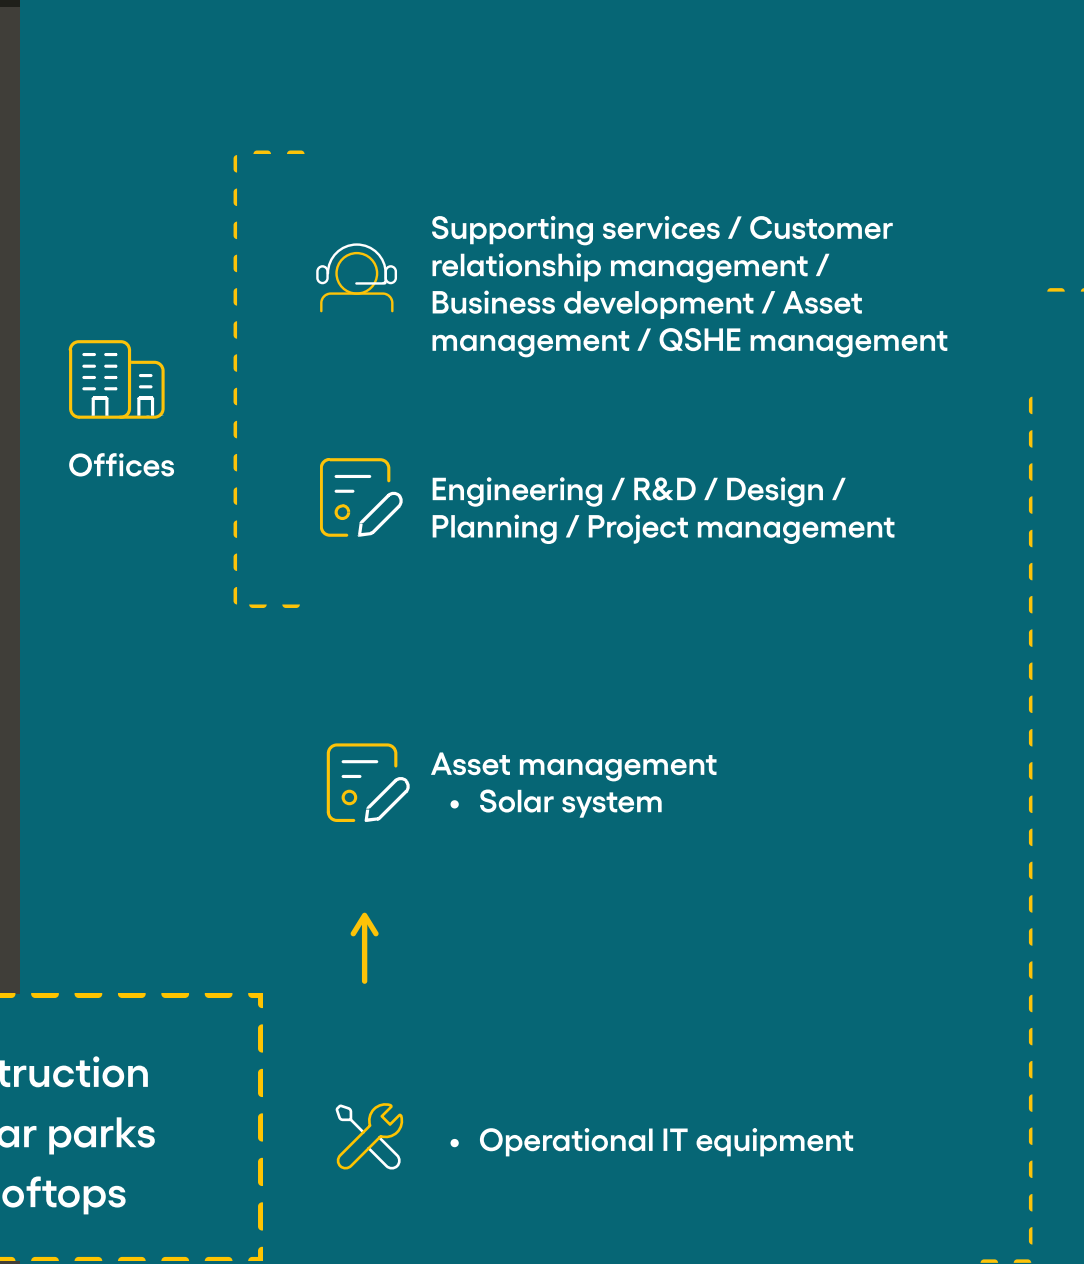 Supporting services / Customer
relationship management /
Business development / Asset
management / QSHE management
Offices
Engineering / R&D / Design /
Planning / Project management
Asset management
• Solar system
truction
ar parks
oftops
• Operational IT equipment